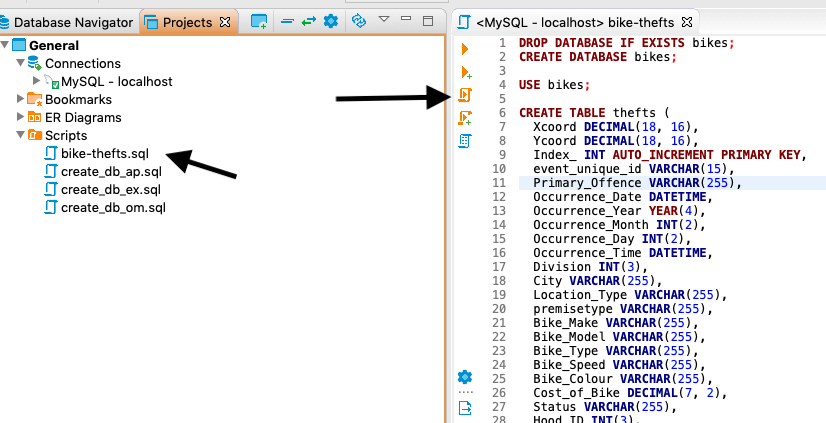 Database Navigator
Projects
General
Connections
MySQL - localhost
Bookmarks
ER Diagrams
Scripts
bike-thefts.sql
create_db_ap.sql
create_db_ex.sql
create_db_om.sql
<MySQL - localhost> bike-thefts
1 DROP DATABASE IF EXISTS bikes;
2 CREATE DATABASE bikes;
3
4 USE bikes;
5
6 CREATE TABLE thefts (
7 Xcoord DECIMAL(18, 16),
8 Ycoord DECIMAL(18, 16),
9 Index_ INT AUTO_INCREMENT PRIMARY KEY,
10 event_unique_id VARCHAR(15),
11 Primary_Offence VARCHAR(255),
12 Occurrence_Date DATETIME,
13 Occurrence_Year YEAR(4),
14 Occurrence_Month INT(2),
15 Occurrence_Day INT(2),
16 Occurrence_Time DATETIME,
17 Division INT(3),
18 City VARCHAR(255),
19 Location_Type VARCHAR(255),
20 premisetype VARCHAR(255),
21 Bike_Make VARCHAR(255),
22 Bike_Model VARCHAR(255),
23 Bike_Type VARCHAR(255),
24 Bike_Speed VARCHAR(255),
25 Bike_Colour VARCHAR(255),
26 Cost_of_Bike DECIMAL(7, 2),
27 Status VARCHAR(255),
28 Hood_ID INT(3),